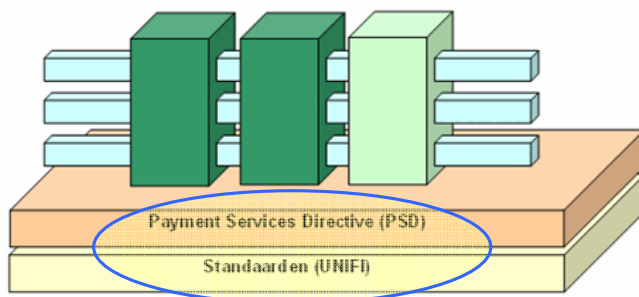 Payment Services Directive (PSD)
Standaarden (UNIFI)